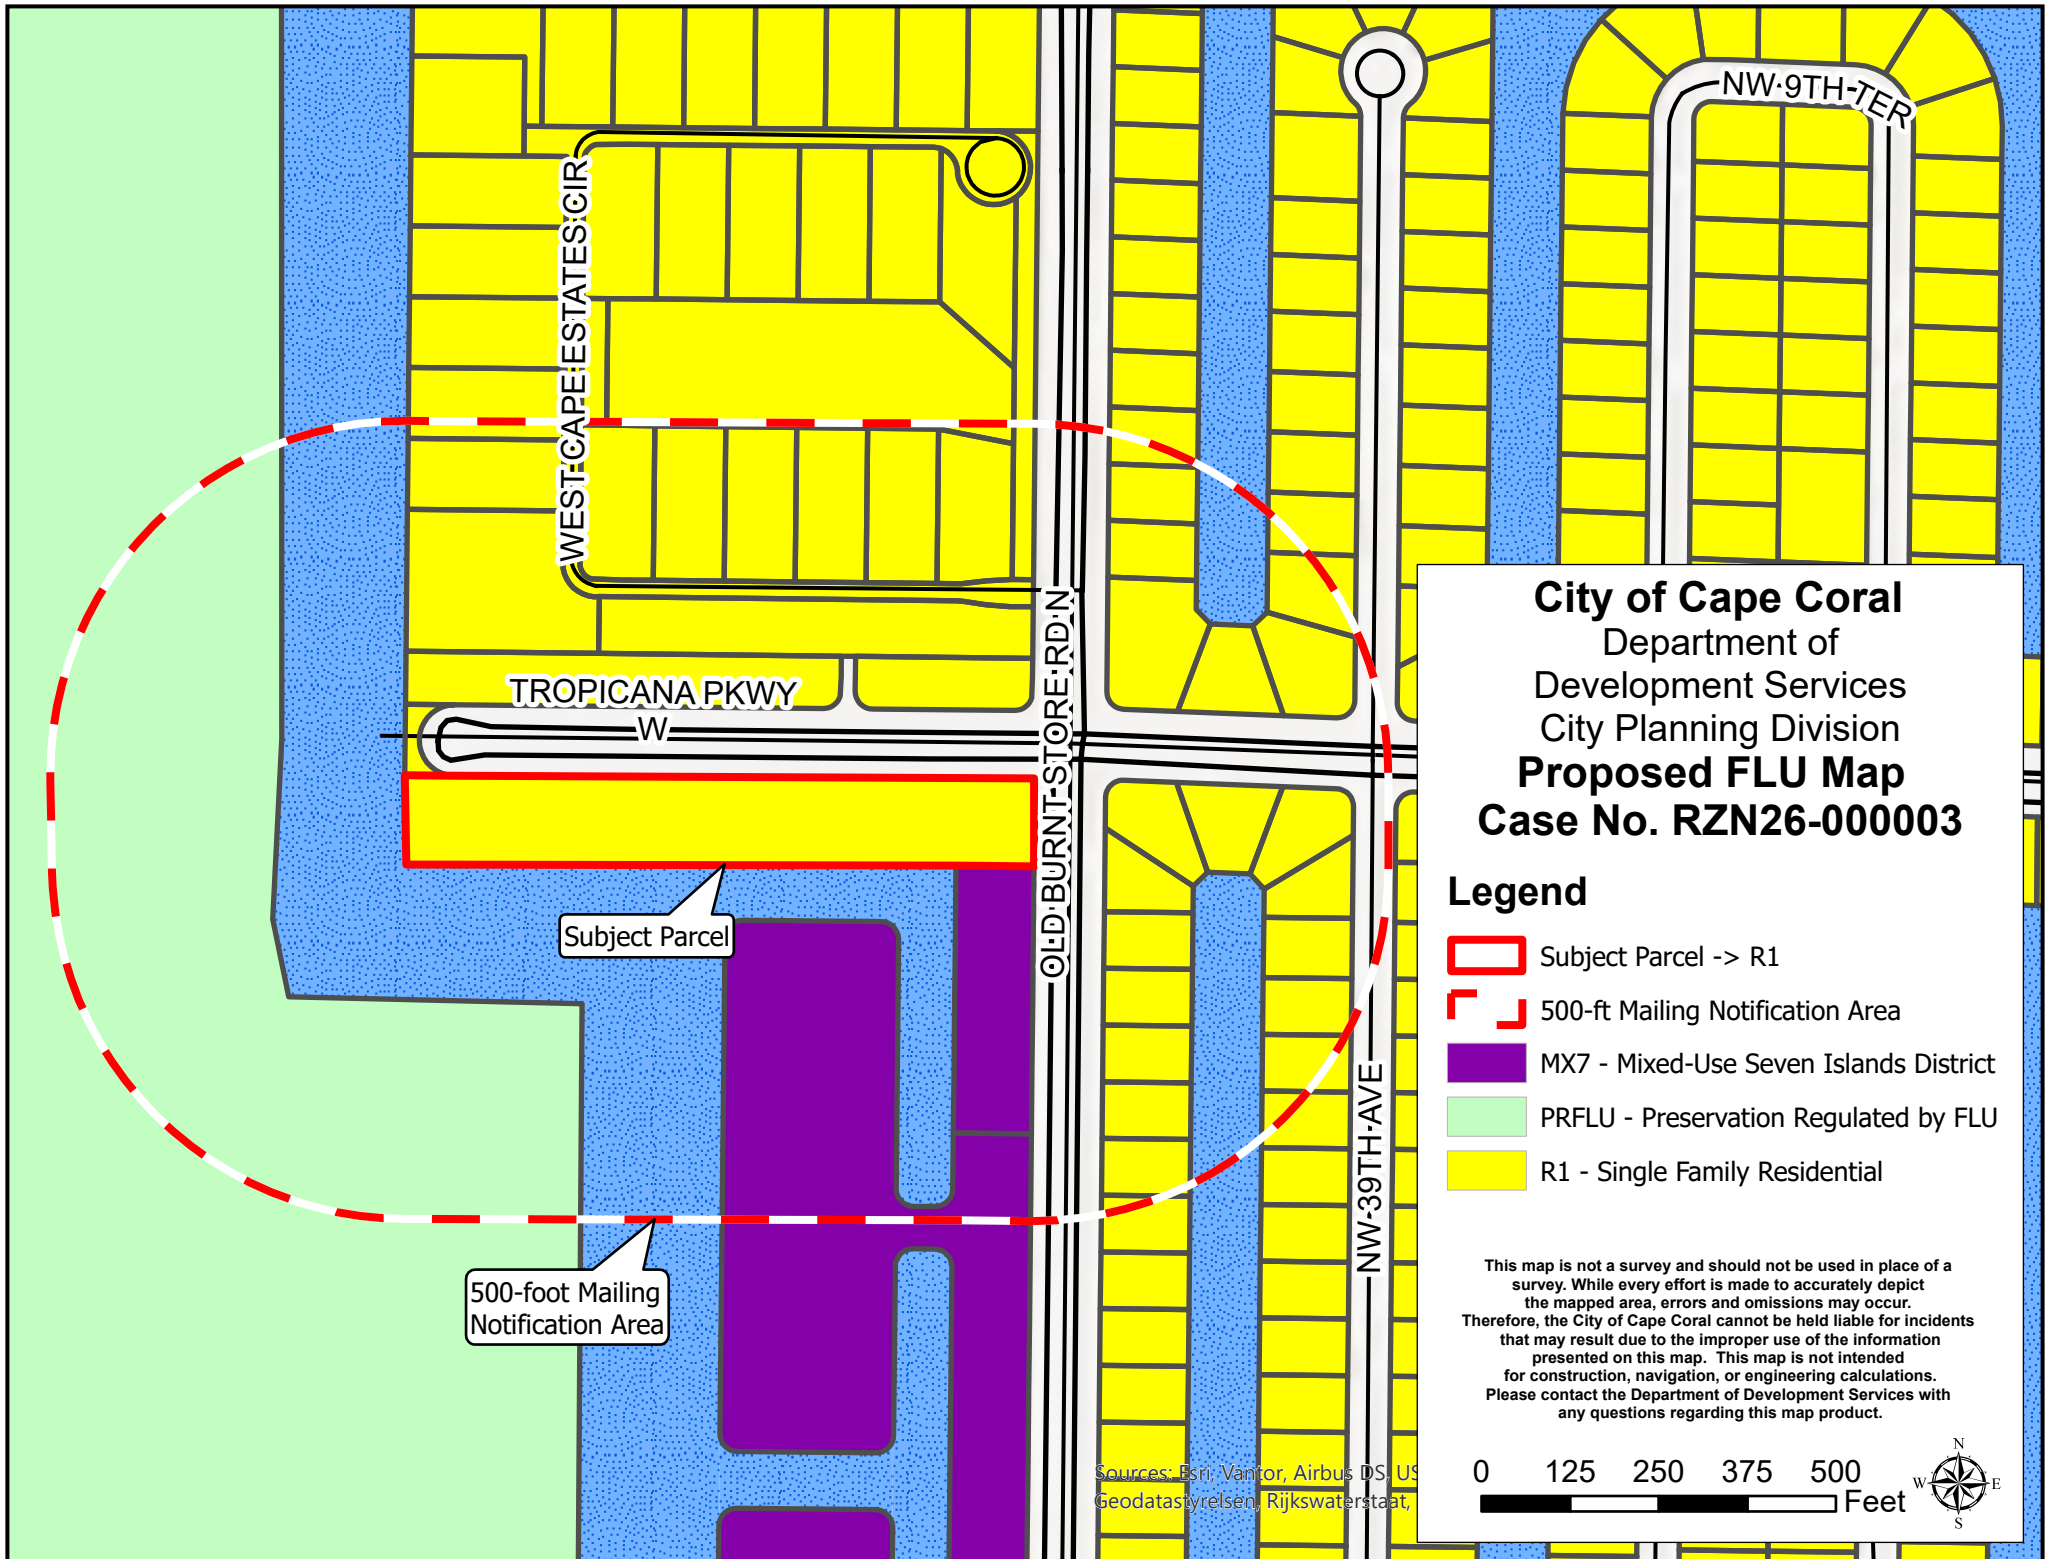 NW 9TH TER
WEST CAPE ESTATES CIR
OLD BURNT STORE RD N
TROPICANA PKWY
W
Subject Parcel
500-foot Mailing
Notification Area
NW 39TH AVE
City of Cape Coral
Department of
Development Services
City Planning Division
Proposed FLU Map
Case No. RZN26-000003
Legend
Subject Parcel -> R1
500-ft Mailing Notification Area
MX7 - Mixed-Use Seven Islands District
PRFLU - Preservation Regulated by FLU
R1 - Single Family Residential
This map is not a survey and should not be used in place of a
survey. While every effort is made to accurately depict
the mapped area, errors and omissions may occur.
Therefore, the City of Cape Coral cannot be held liable for incidents
that may result due to the improper use of the information
presented on this map. This map is not intended
for construction, navigation, or engineering calculations.
Please contact the Department of Development Services with
any questions regarding this map product.
0 125 250 375 500
Feet
N
W E
S
Sources: Esri, Vantor, Airbus DS, US
Geodatastyrelsen, Rijkswaterstaat,